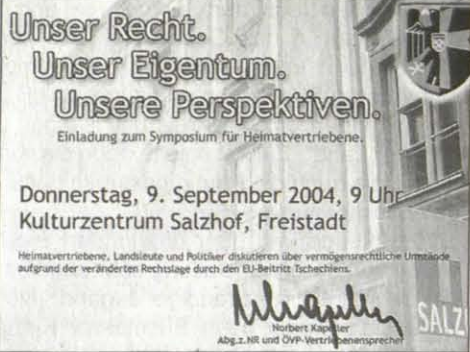 Unser Recht.
Unser Eigentum.
Unsere Perspektiven.
Einladung zum Symposium für Heimatvertriebene.
Donnerstag, 9. September 2004, 9 Uhr
Kulturzentrum Salzhof, Freistadt
Heimatvertriebene, Landsleute und Politiker diskutieren über vermögensrechtliche Umstände
aufgrund der veränderten Rechtslage durch den EU-Beitritt Tschechiens.
Norbert Kapeller
Abg.z.NR und ÖVP-Vertriebenensprecher
SALZ